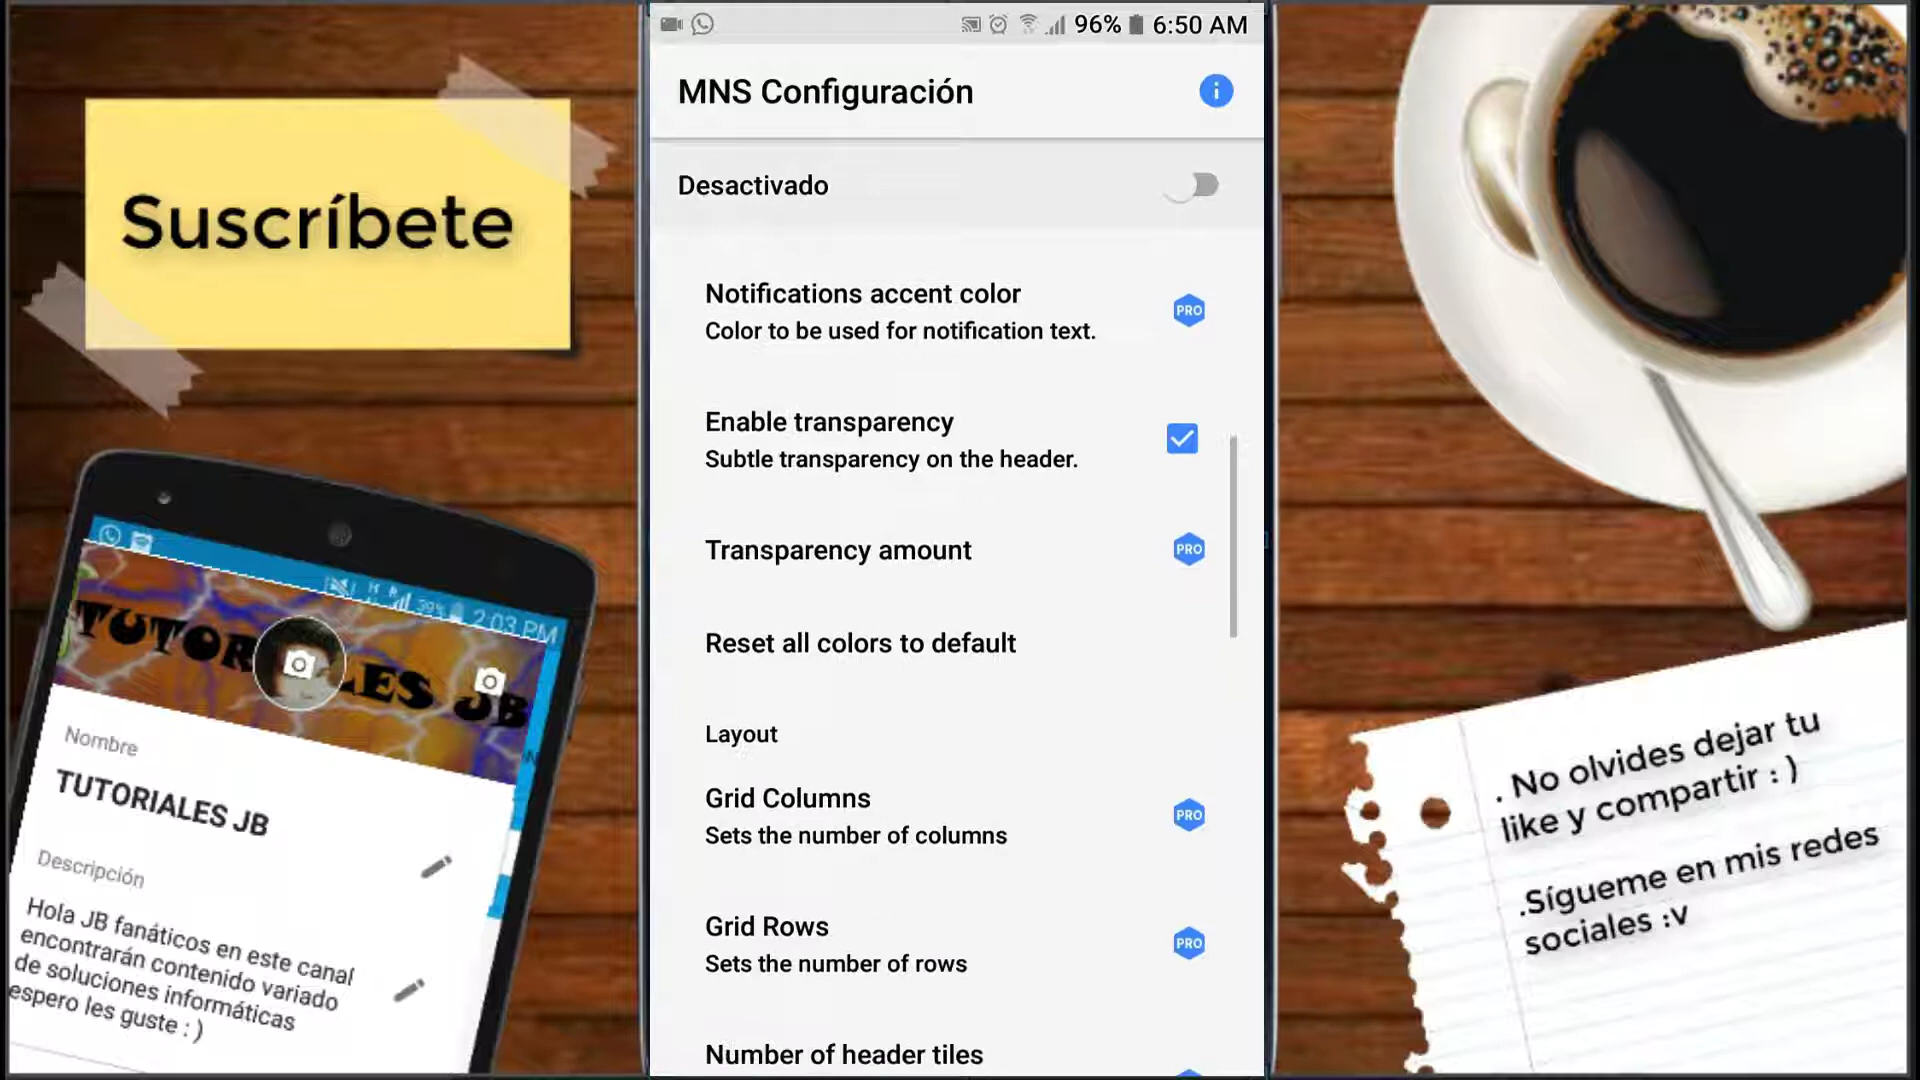 Suscríbete
2:03 PM
TUTORIALES JB
Nombre
TUTORIALES JB
Descripción
Hola JB fanáticos en este canal
encontrarán contenido variado
de soluciones informáticas
espero les guste : )
96% 6:50 AM
MNS Configuración
Desactivado
Notifications accent color
PRO
Color to be used for notification text.
Enable transparency
Subtle transparency on the header.
Transparency amount
PRO
Reset all colors to default
Layout
Grid Columns
PRO
Sets the number of columns
Grid Rows
PRO
Sets the number of rows
Number of header tiles
. No olvides dejar tu
like y compartir : )
.Sígueme en mis redes
sociales :v